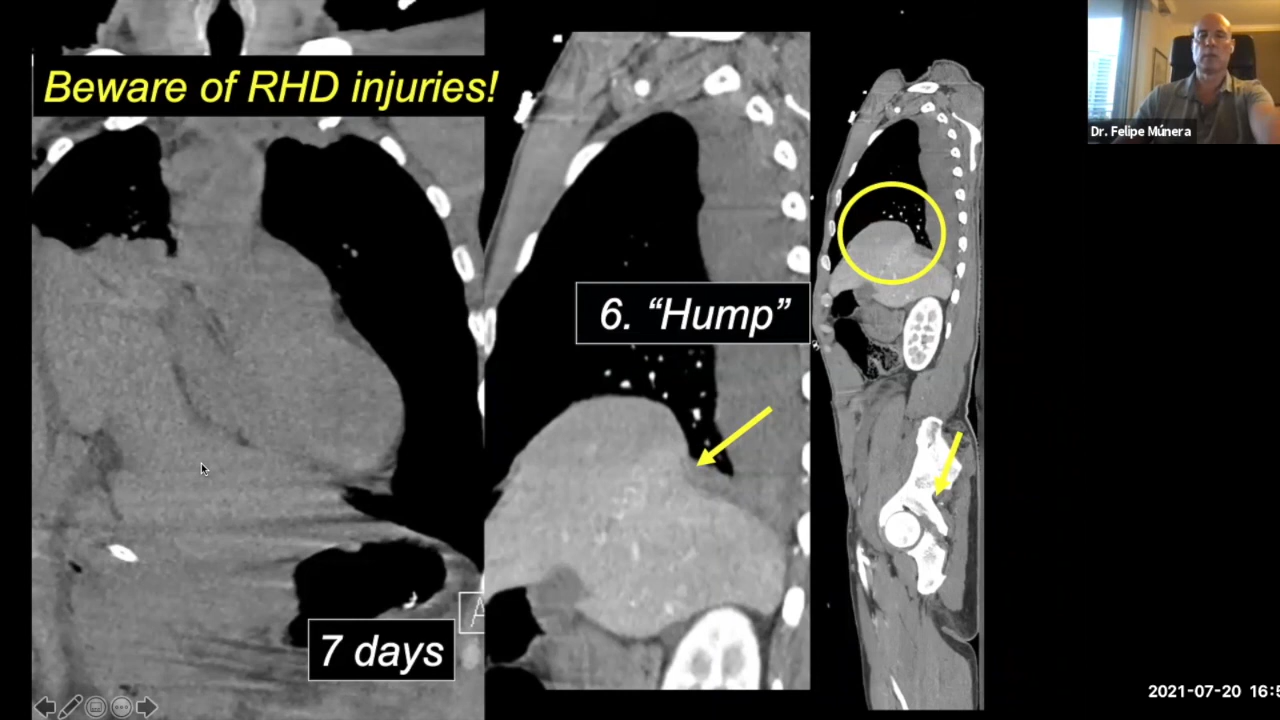 Beware of RHD injuries!
Dr. Felipe Múnera
6. “Hump”
A
7 days
2021-07-20 16:5